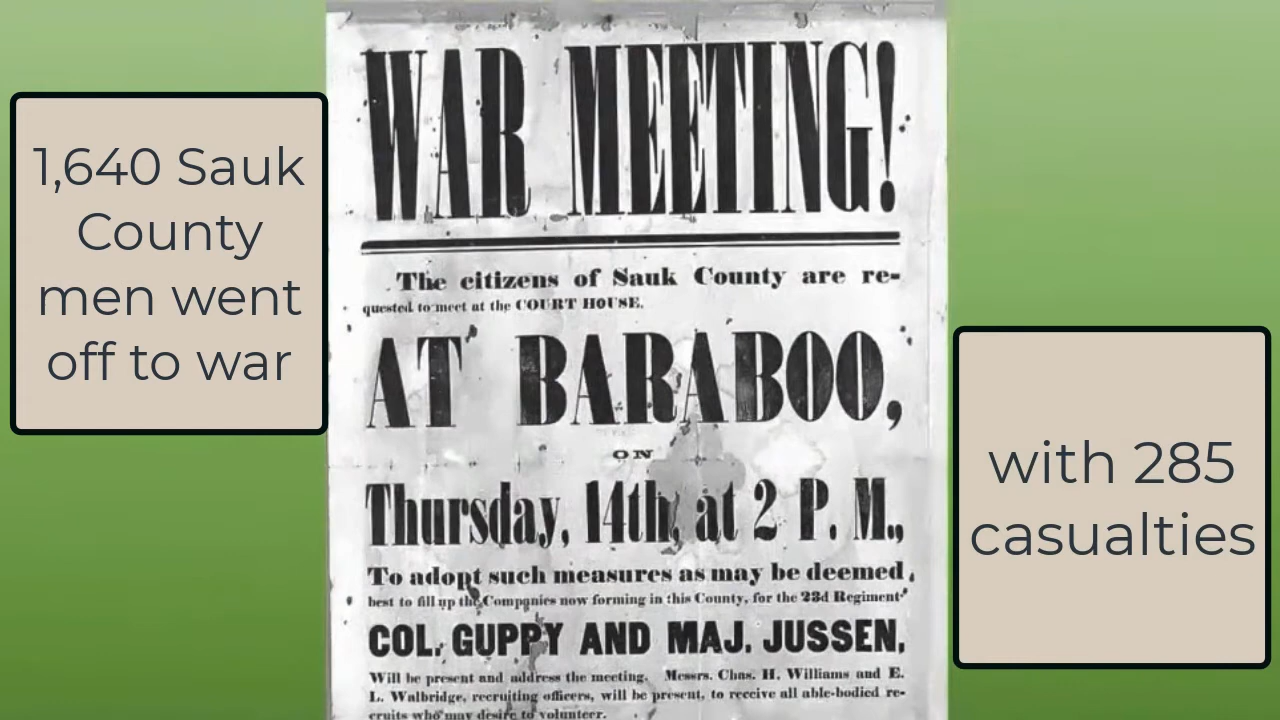 1,640 Sauk
County
men went
off to war
WAR MEETING!
The citizens of Sauk County are re-
quested to meet at the COURT HOUSE.
AT BARABOO,
ON
Thursday, 14th, at 2 P. M.,
To adopt such measures as may be deemed
best to fill up the Companies now forming in this County, for the 23d Regiment
COL. GUPPY AND MAJ. JUSSEN,
Will be present and address the meeting. Messrs. Chas. H. Williams and E.
L. Walbridge, recruiting officers, will be present, to receive all able-bodied re-
cruits who may desire to volunteer.
with 285
casualties